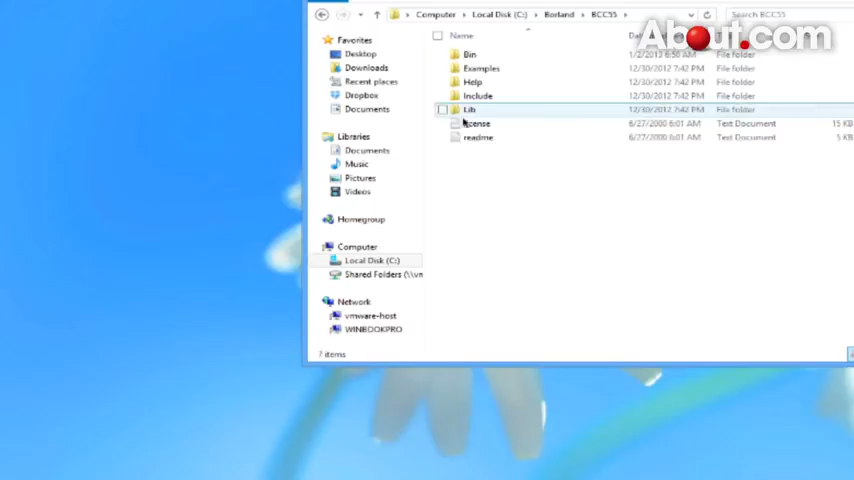 Computer Local Disk (C:) Borland BCC55 Search BCC55
About.com
Name
Favorites
Desktop
Downloads
Recent places
Dropbox
Documents
Libraries
Documents
Music
Pictures
Videos
Homegroup
Computer
Local Disk (C:)
Shared Folders (\\vm
Network
vmware-host
WINBOOKPRO
Bin 1/2/2013 6:50 AM File folder
Examples 12/30/2012 7:42 PM File folder
Help 12/30/2012 7:42 PM File folder
Include 12/30/2012 7:42 PM File folder
Lib 12/30/2012 7:42 PM File folder
license 6/27/2000 6:01 AM Text Document 15 KB
readme 6/27/2000 6:01 AM Text Document 5 KB
7 items